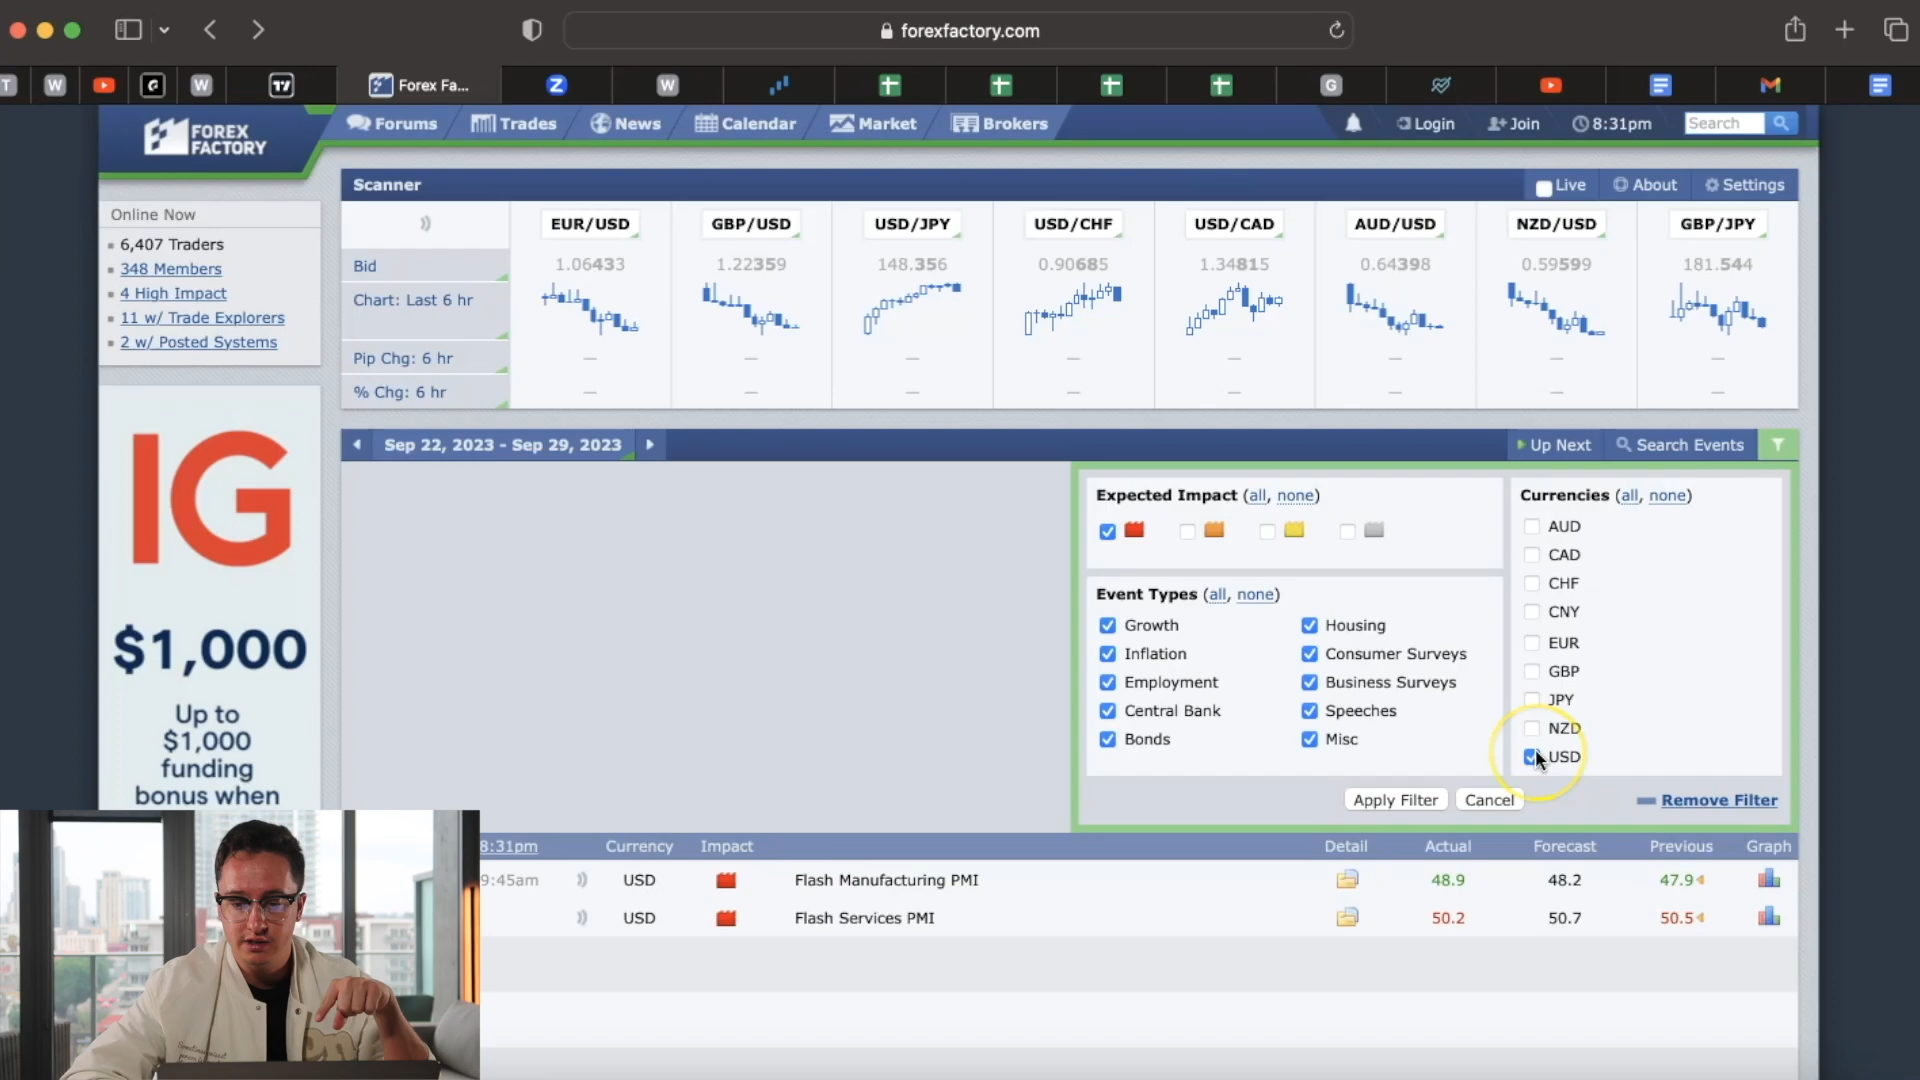 forexfactory.com
T
W
W
17
Forex Fa...
Z
W
G
FOREX
FACTORY
Forums
Trades
News
Calendar
Market
Brokers
Login
Join
8:31pm
Search
Online Now
6,407 Traders
348 Members
4 High Impact
11 w/ Trade Explorers
2 w/ Posted Systems
IG
$1,000
Up to
$1,000
funding
bonus when
Scanner
Live
About
Settings
EUR/USD GBP/USD USD/JPY USD/CHF USD/CAD AUD/USD NZD/USD GBP/JPY
Bid 1.06433 1.22359 148.356 0.90685 1.34815 0.64398 0.59599 181.544
Chart: Last 6 hr
Pip Chg: 6 hr — — — — — — — —
% Chg: 6 hr — — — — — — — —
Sep 22, 2023 - Sep 29, 2023
Up Next
Search Events
Expected Impact (all, none)
Event Types (all, none)
Growth
Housing
Inflation
Consumer Surveys
Employment
Business Surveys
Central Bank
Speeches
Bonds
Misc
Currencies (all, none)
AUD
CAD
CHF
CNY
EUR
GBP
JPY
NZD
USD
Apply Filter
Cancel
Remove Filter
8:31pm Currency Impact Detail Actual Forecast Previous Graph
9:45am USD Flash Manufacturing PMI 48.9 48.2 47.9
USD Flash Services PMI 50.2 50.7 50.5